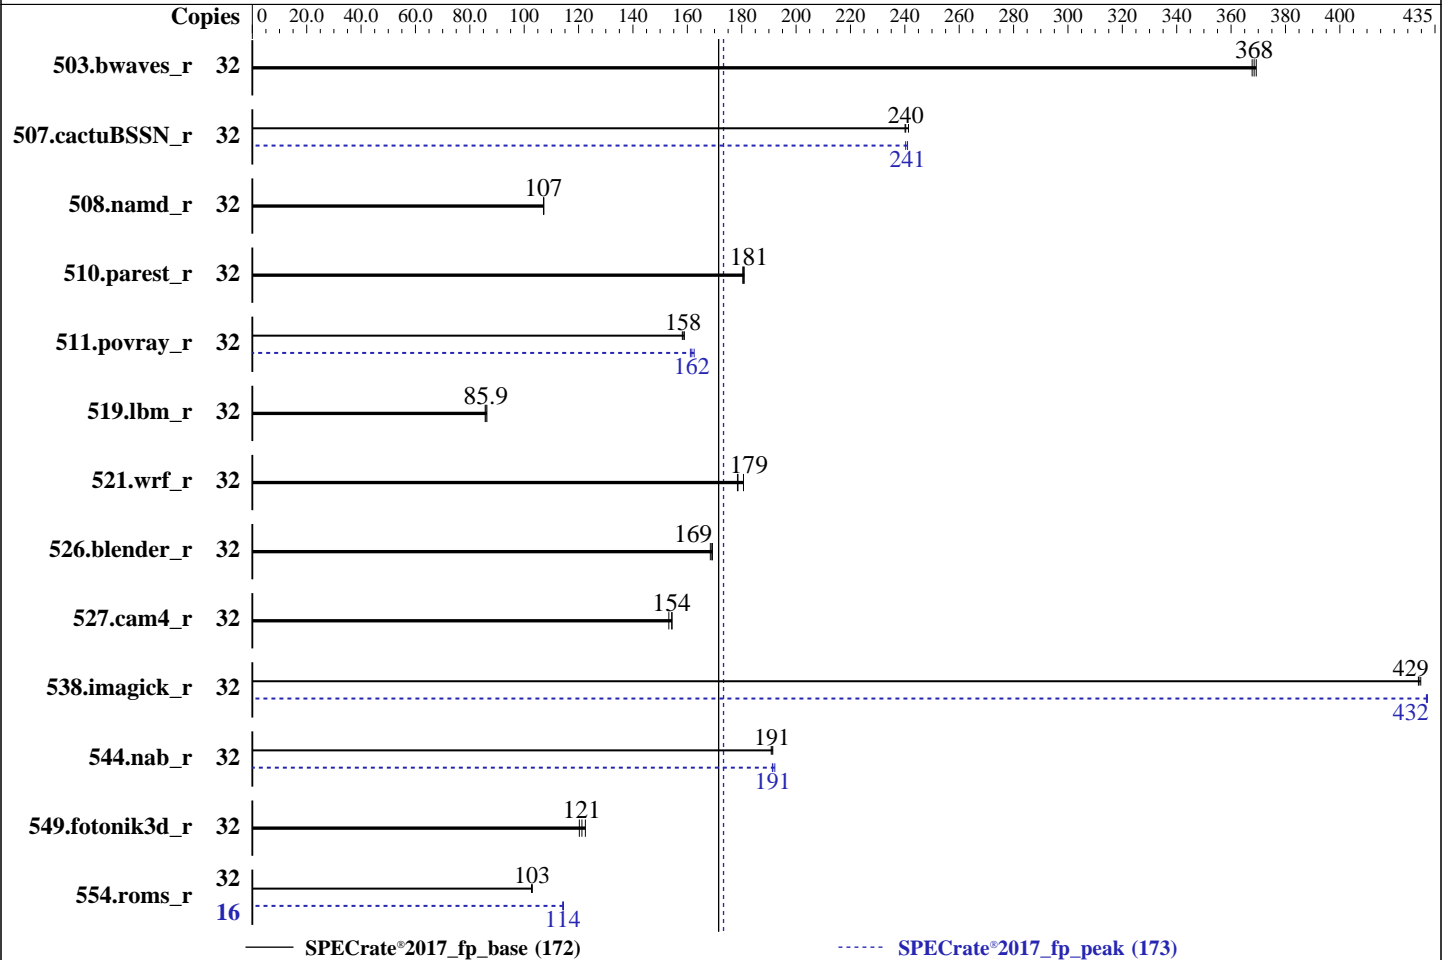 Copies 0 20.0 40.0 60.0 80.0 100 120 140 160 180 200 220 240 260 280 300 320 340 360 380 400 435
503.bwaves_r 32 368
507.cactuBSSN_r 32 240
241
508.namd_r 32 107
510.parest_r 32 181
511.povray_r 32 158
162
519.lbm_r 32 85.9
521.wrf_r 32 179
526.blender_r 32 169
527.cam4_r 32 154
538.imagick_r 32 429
432
544.nab_r 32 191
191
549.fotonik3d_r 32 121
554.roms_r 32 103
16 114
SPECrate®2017_fp_base (172) SPECrate®2017_fp_peak (173)